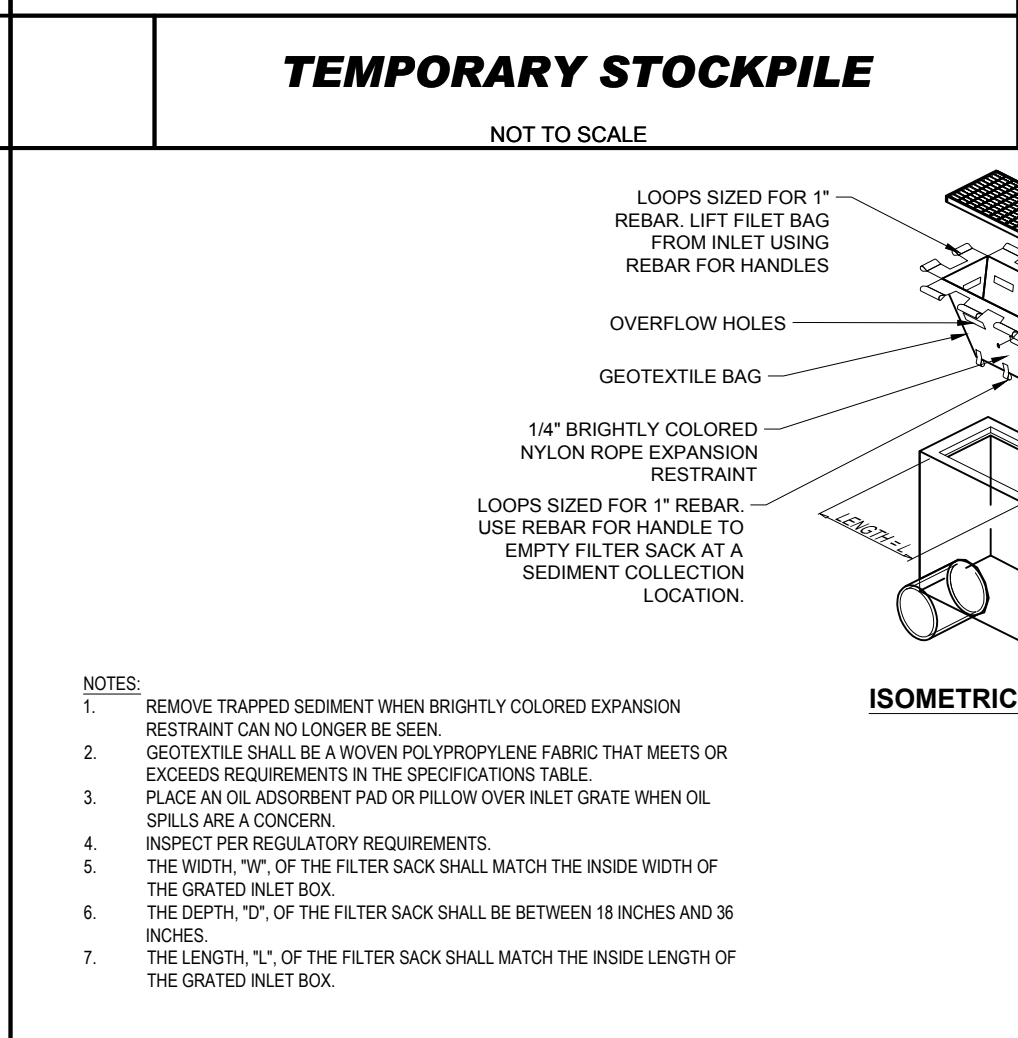 TEMPORARY STOCKPILE
NOT TO SCALE
LOOPS SIZED FOR 1"
REBAR. LIFT FILET BAG
FROM INLET USING
REBAR FOR HANDLES
OVERFLOW HOLES
GEOTEXTILE BAG
1/4" BRIGHTLY COLORED
NYLON ROPE EXPANSION
RESTRAINT
LOOPS SIZED FOR 1" REBAR.
USE REBAR FOR HANDLE TO
EMPTY FILTER SACK AT A
SEDIMENT COLLECTION
LOCATION.
LENGTH = L
ISOMETRIC
NOTES:
1. REMOVE TRAPPED SEDIMENT WHEN BRIGHTLY COLORED EXPANSION
RESTRAINT CAN NO LONGER BE SEEN.
2. GEOTEXTILE SHALL BE A WOVEN POLYPROPYLENE FABRIC THAT MEETS OR
EXCEEDS REQUIREMENTS IN THE SPECIFICATIONS TABLE.
3. PLACE AN OIL ADSORBENT PAD OR PILLOW OVER INLET GRATE WHEN OIL
SPILLS ARE A CONCERN.
4. INSPECT PER REGULATORY REQUIREMENTS.
5. THE WIDTH, "W", OF THE FILTER SACK SHALL MATCH THE INSIDE WIDTH OF
THE GRATED INLET BOX.
6. THE DEPTH, "D", OF THE FILTER SACK SHALL BE BETWEEN 18 INCHES AND 36
INCHES.
7. THE LENGTH, "L", OF THE FILTER SACK SHALL MATCH THE INSIDE LENGTH OF
THE GRATED INLET BOX.